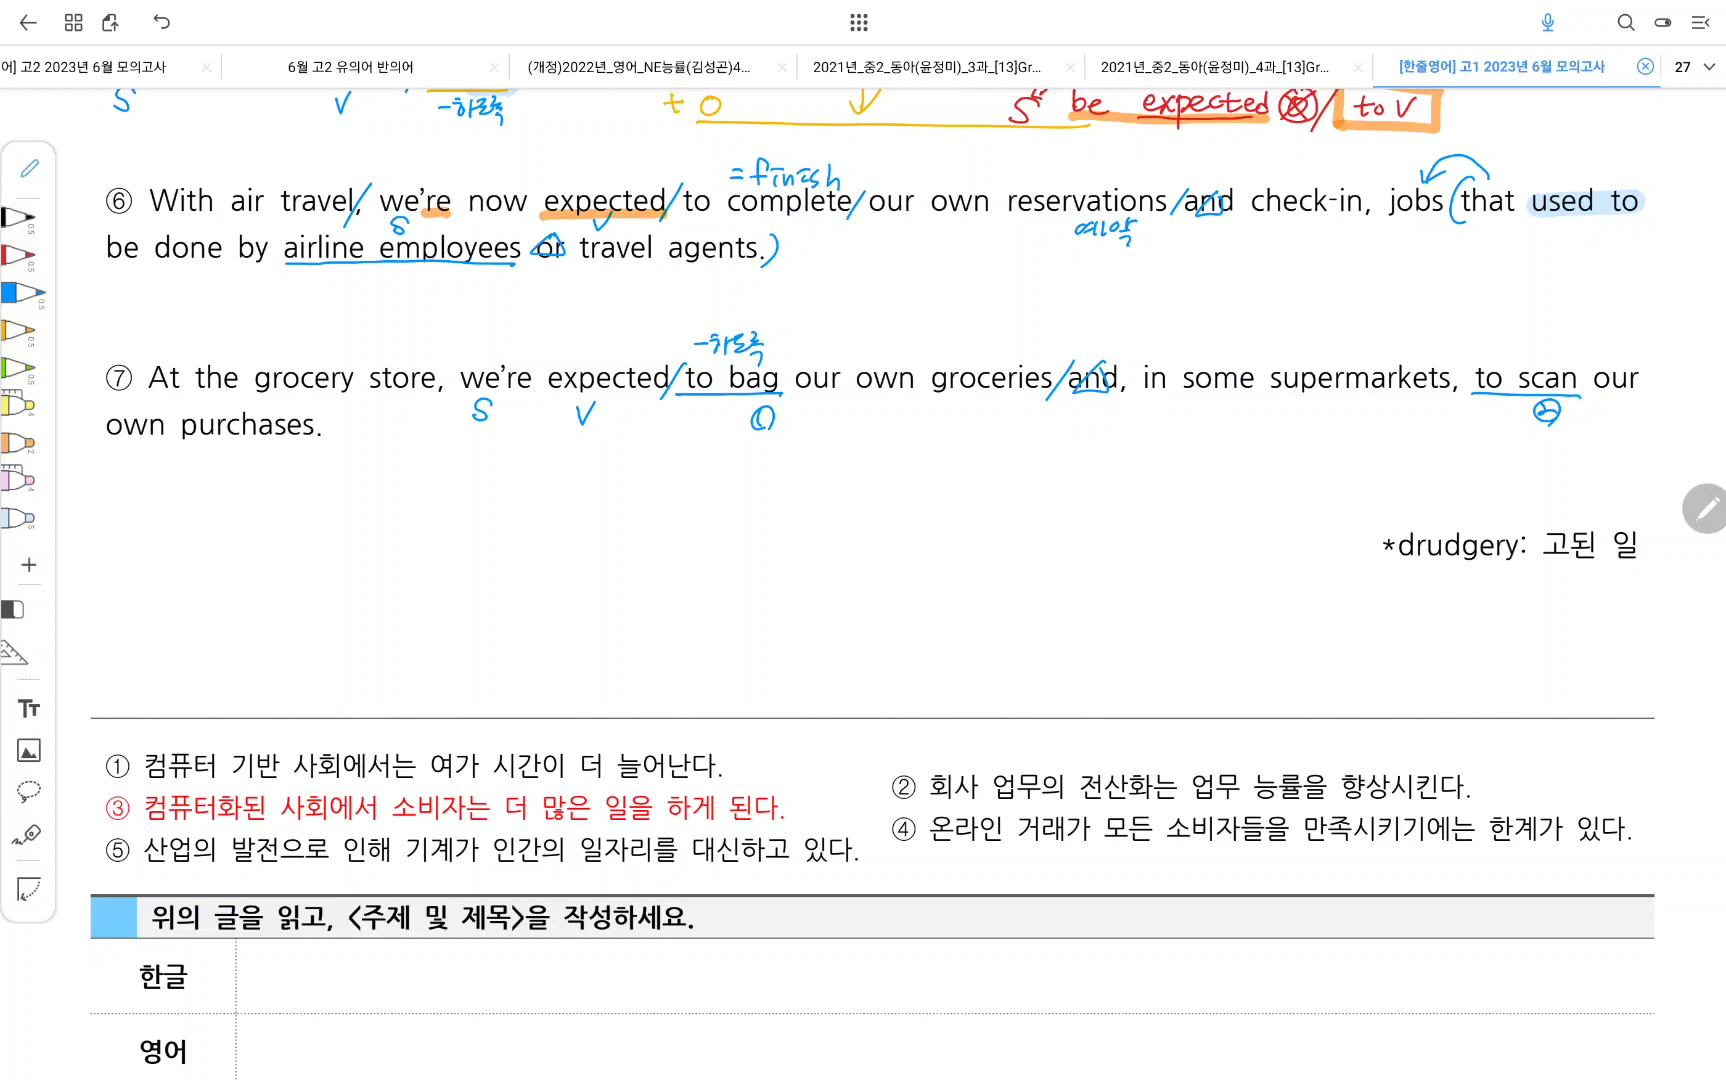 어] 고2 2023년 6월 모의고사 6월 고2 유의어 반의어 (개정)2022년_영어_NE능률(김성곤)4... 2021년_중2_동아(윤정미)_3과_[13]Gr... 2021년_중2_동아(윤정미)_4과_[13]Gr... [한줄영어] 고1 2023년 6월 모의고사 27
S V -하도록 + O S be expected / to V
= finish
⑥ With air travel, we're now expected to complete our own reservations and check-in, jobs (that used to
S V 예약
be done by airline employees or travel agents.)
-하도록
⑦ At the grocery store, we're expected to bag our own groceries and, in some supermarkets, to scan our
S V ① ②
own purchases.
*drudgery: 고된 일
① 컴퓨터 기반 사회에서는 여가 시간이 더 늘어난다.
② 회사 업무의 전산화는 업무 능률을 향상시킨다.
③ 컴퓨터화된 사회에서 소비자는 더 많은 일을 하게 된다.
④ 온라인 거래가 모든 소비자들을 만족시키기에는 한계가 있다.
⑤ 산업의 발전으로 인해 기계가 인간의 일자리를 대신하고 있다.
위의 글을 읽고, <주제 및 제목>을 작성하세요.
한글
영어